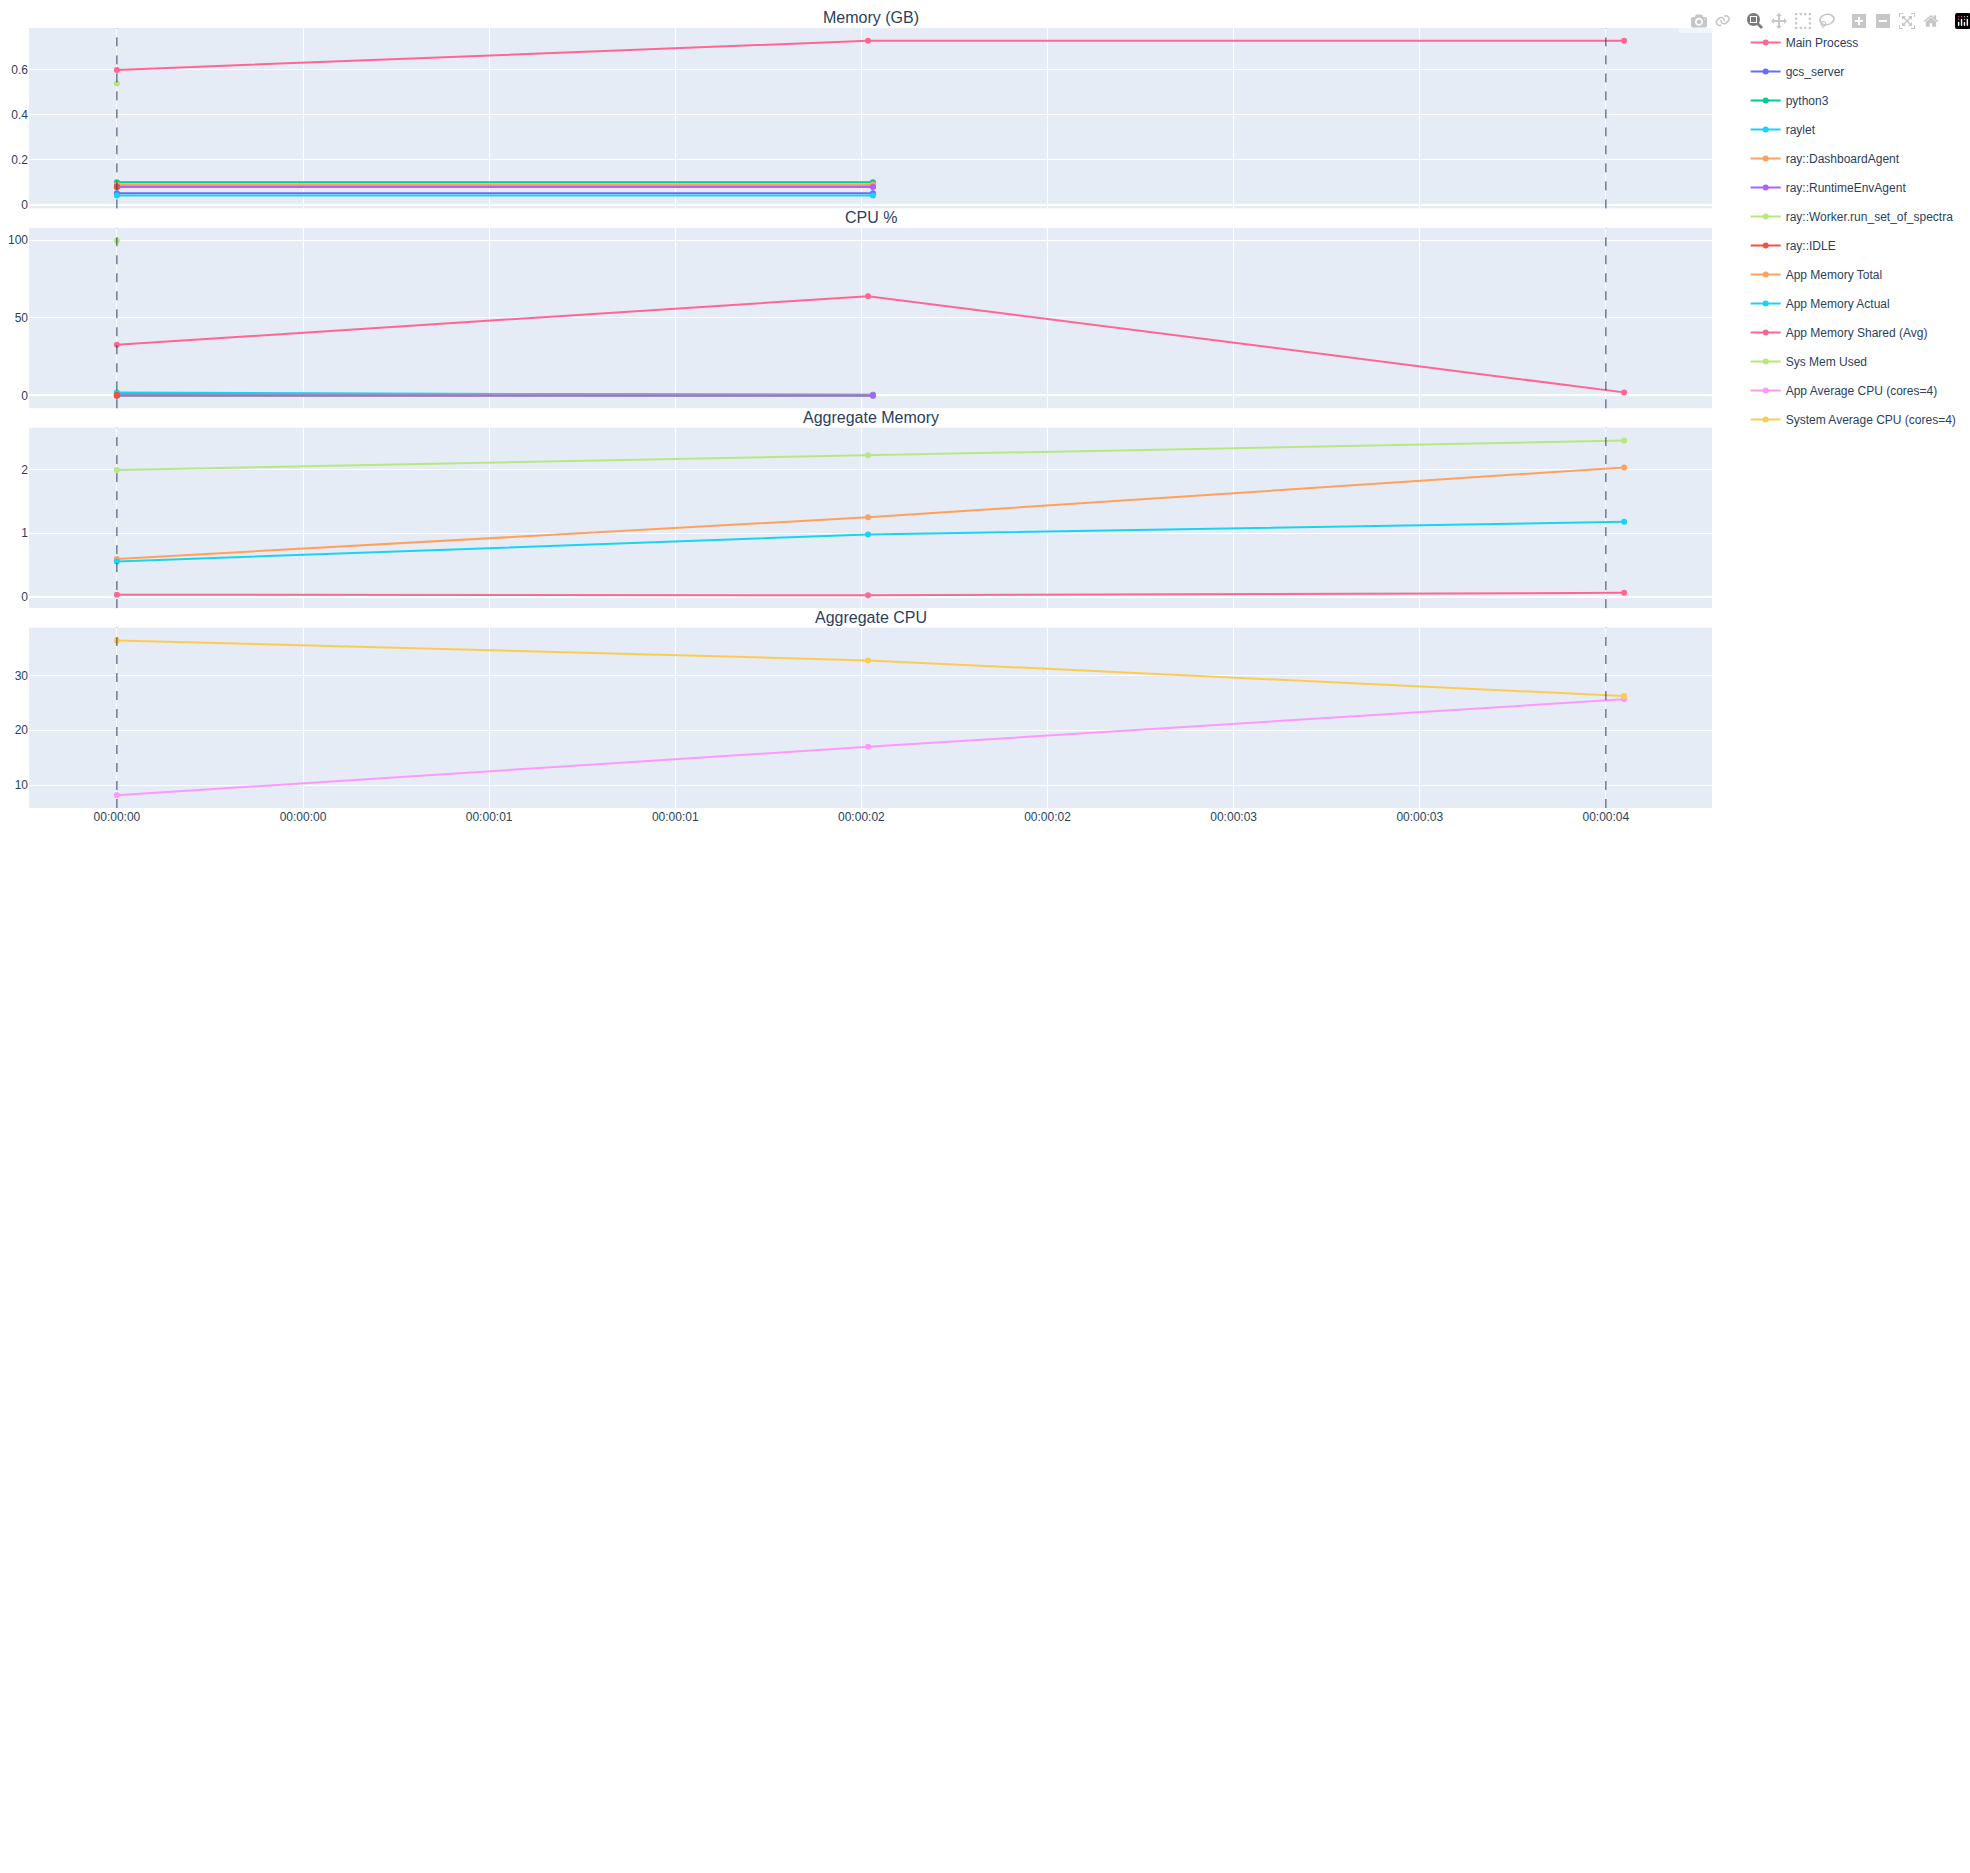 Memory (GB)
0.6
0.4
0.2
0
CPU %
100
50
0
Aggregate Memory
2
1
0
Aggregate CPU
30
20
10
00:00:00 00:00:00 00:00:01 00:00:01 00:00:02 00:00:02 00:00:03 00:00:03 00:00:04
Main Process
gcs_server
python3
raylet
ray::DashboardAgent
ray::RuntimeEnvAgent
ray::Worker.run_set_of_spectra
ray::IDLE
App Memory Total
App Memory Actual
App Memory Shared (Avg)
Sys Mem Used
App Average CPU (cores=4)
System Average CPU (cores=4)